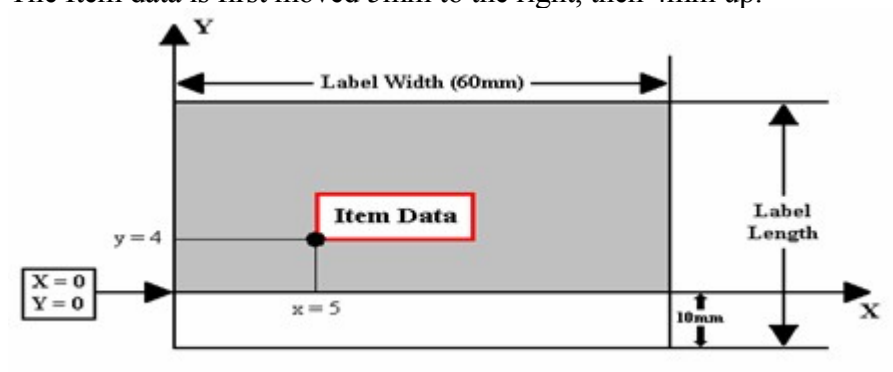 The Item data is first moved 5mm to the right, then 4mm up.
Y
Label Width (60mm)
Item Data
Label
Length
y = 4
X = 0
Y = 0
x = 5
10mm
X